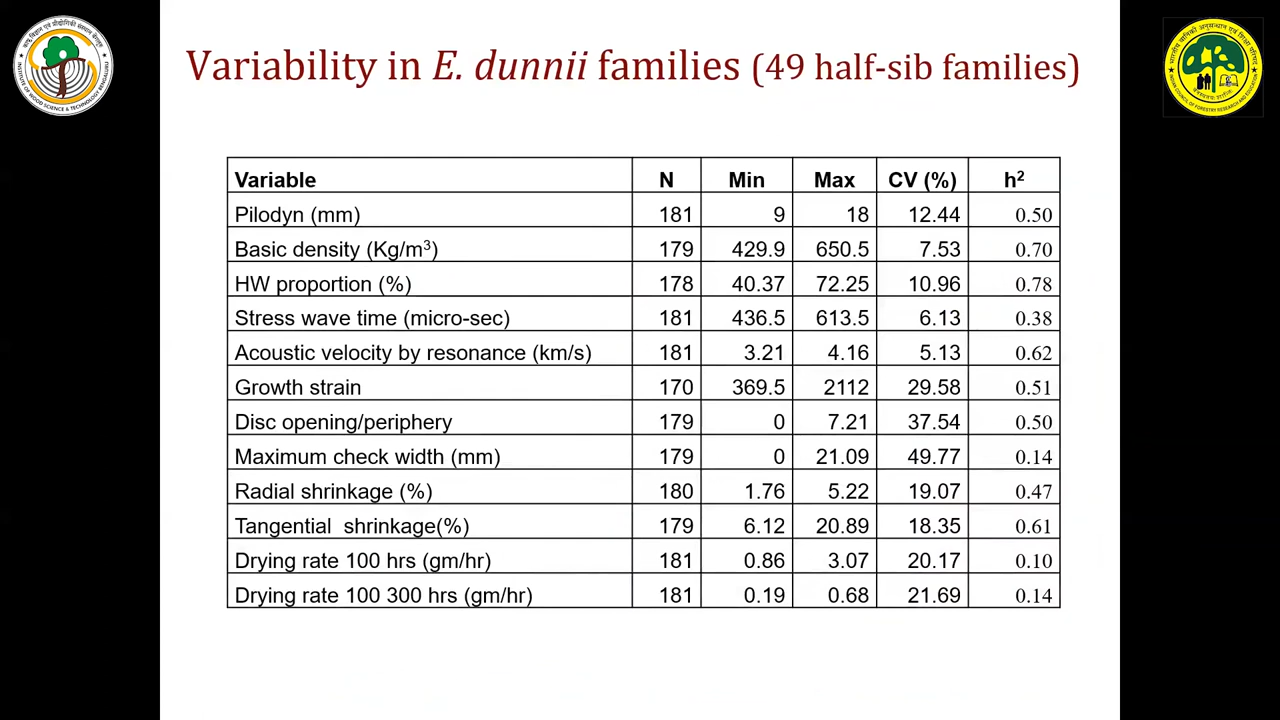 Variability in E. dunnii families (49 half-sib families)
Variable N Min Max CV (%) h²
Pilodyn (mm) 181 9 18 12.44 0.50
Basic density (Kg/m³) 179 429.9 650.5 7.53 0.70
HW proportion (%) 178 40.37 72.25 10.96 0.78
Stress wave time (micro-sec) 181 436.5 613.5 6.13 0.38
Acoustic velocity by resonance (km/s) 181 3.21 4.16 5.13 0.62
Growth strain 170 369.5 2112 29.58 0.51
Disc opening/periphery 179 0 7.21 37.54 0.50
Maximum check width (mm) 179 0 21.09 49.77 0.14
Radial shrinkage (%) 180 1.76 5.22 19.07 0.47
Tangential shrinkage(%) 179 6.12 20.89 18.35 0.61
Drying rate 100 hrs (gm/hr) 181 0.86 3.07 20.17 0.10
Drying rate 100 300 hrs (gm/hr) 181 0.19 0.68 21.69 0.14